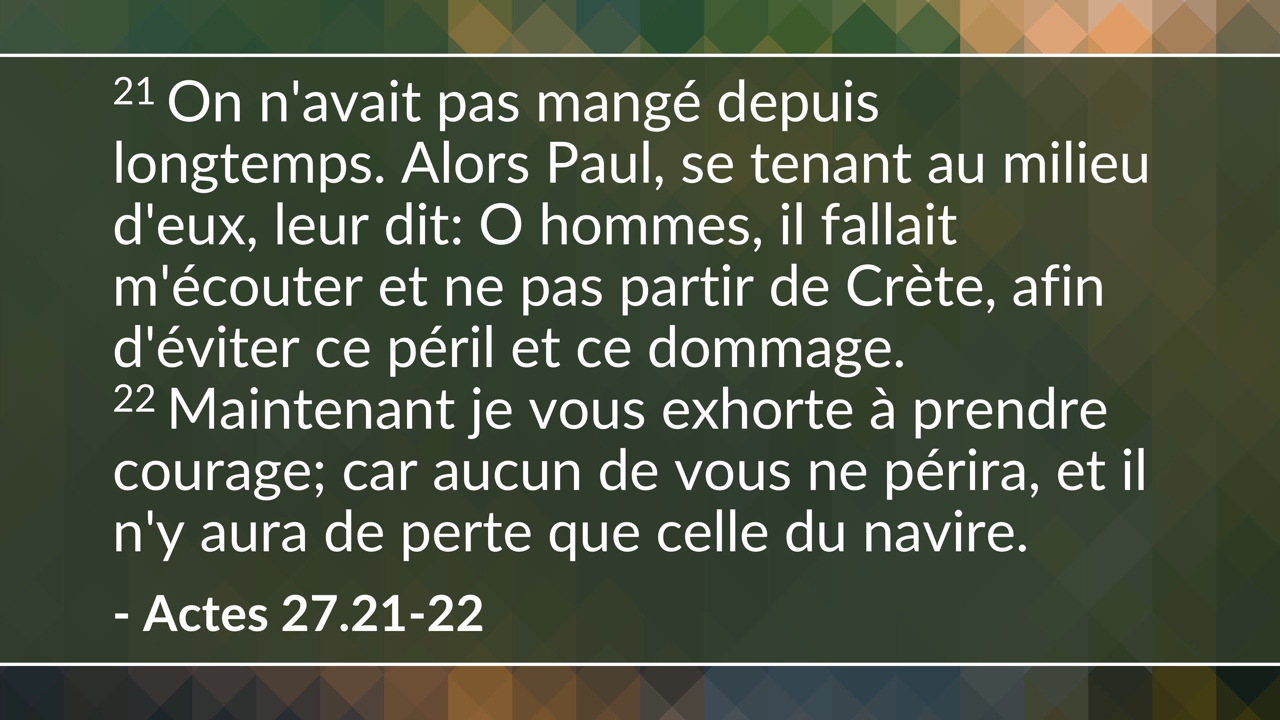 21 On n'avait pas mangé depuis
longtemps. Alors Paul, se tenant au milieu
d'eux, leur dit: O hommes, il fallait
m'écouter et ne pas partir de Crète, afin
d'éviter ce péril et ce dommage.
22 Maintenant je vous exhorte à prendre
courage; car aucun de vous ne périra, et il
n'y aura de perte que celle du navire.
- Actes 27.21-22